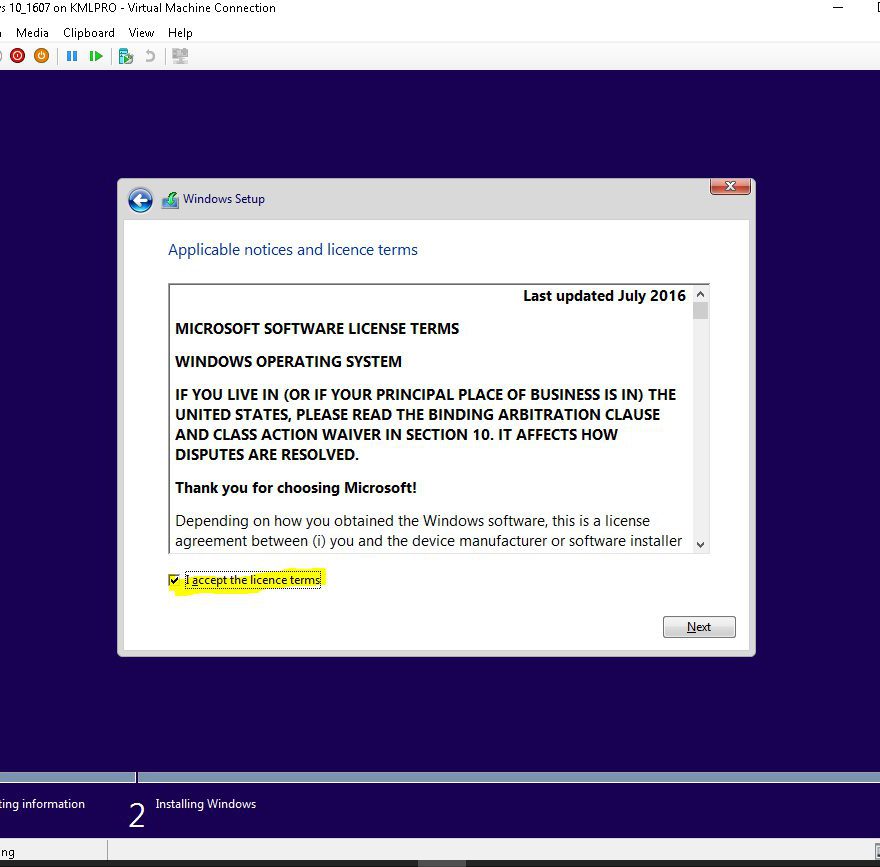 s 10_1607 on KMLPRO - Virtual Machine Connection
Media Clipboard View Help
Windows Setup
Applicable notices and licence terms
Last updated July 2016
MICROSOFT SOFTWARE LICENSE TERMS
WINDOWS OPERATING SYSTEM
IF YOU LIVE IN (OR IF YOUR PRINCIPAL PLACE OF BUSINESS IS IN) THE
UNITED STATES, PLEASE READ THE BINDING ARBITRATION CLAUSE
AND CLASS ACTION WAIVER IN SECTION 10. IT AFFECTS HOW
DISPUTES ARE RESOLVED.
Thank you for choosing Microsoft!
Depending on how you obtained the Windows software, this is a license
agreement between (i) you and the device manufacturer or software installer
I accept the licence terms
Next
ting information
2 Installing Windows
ng